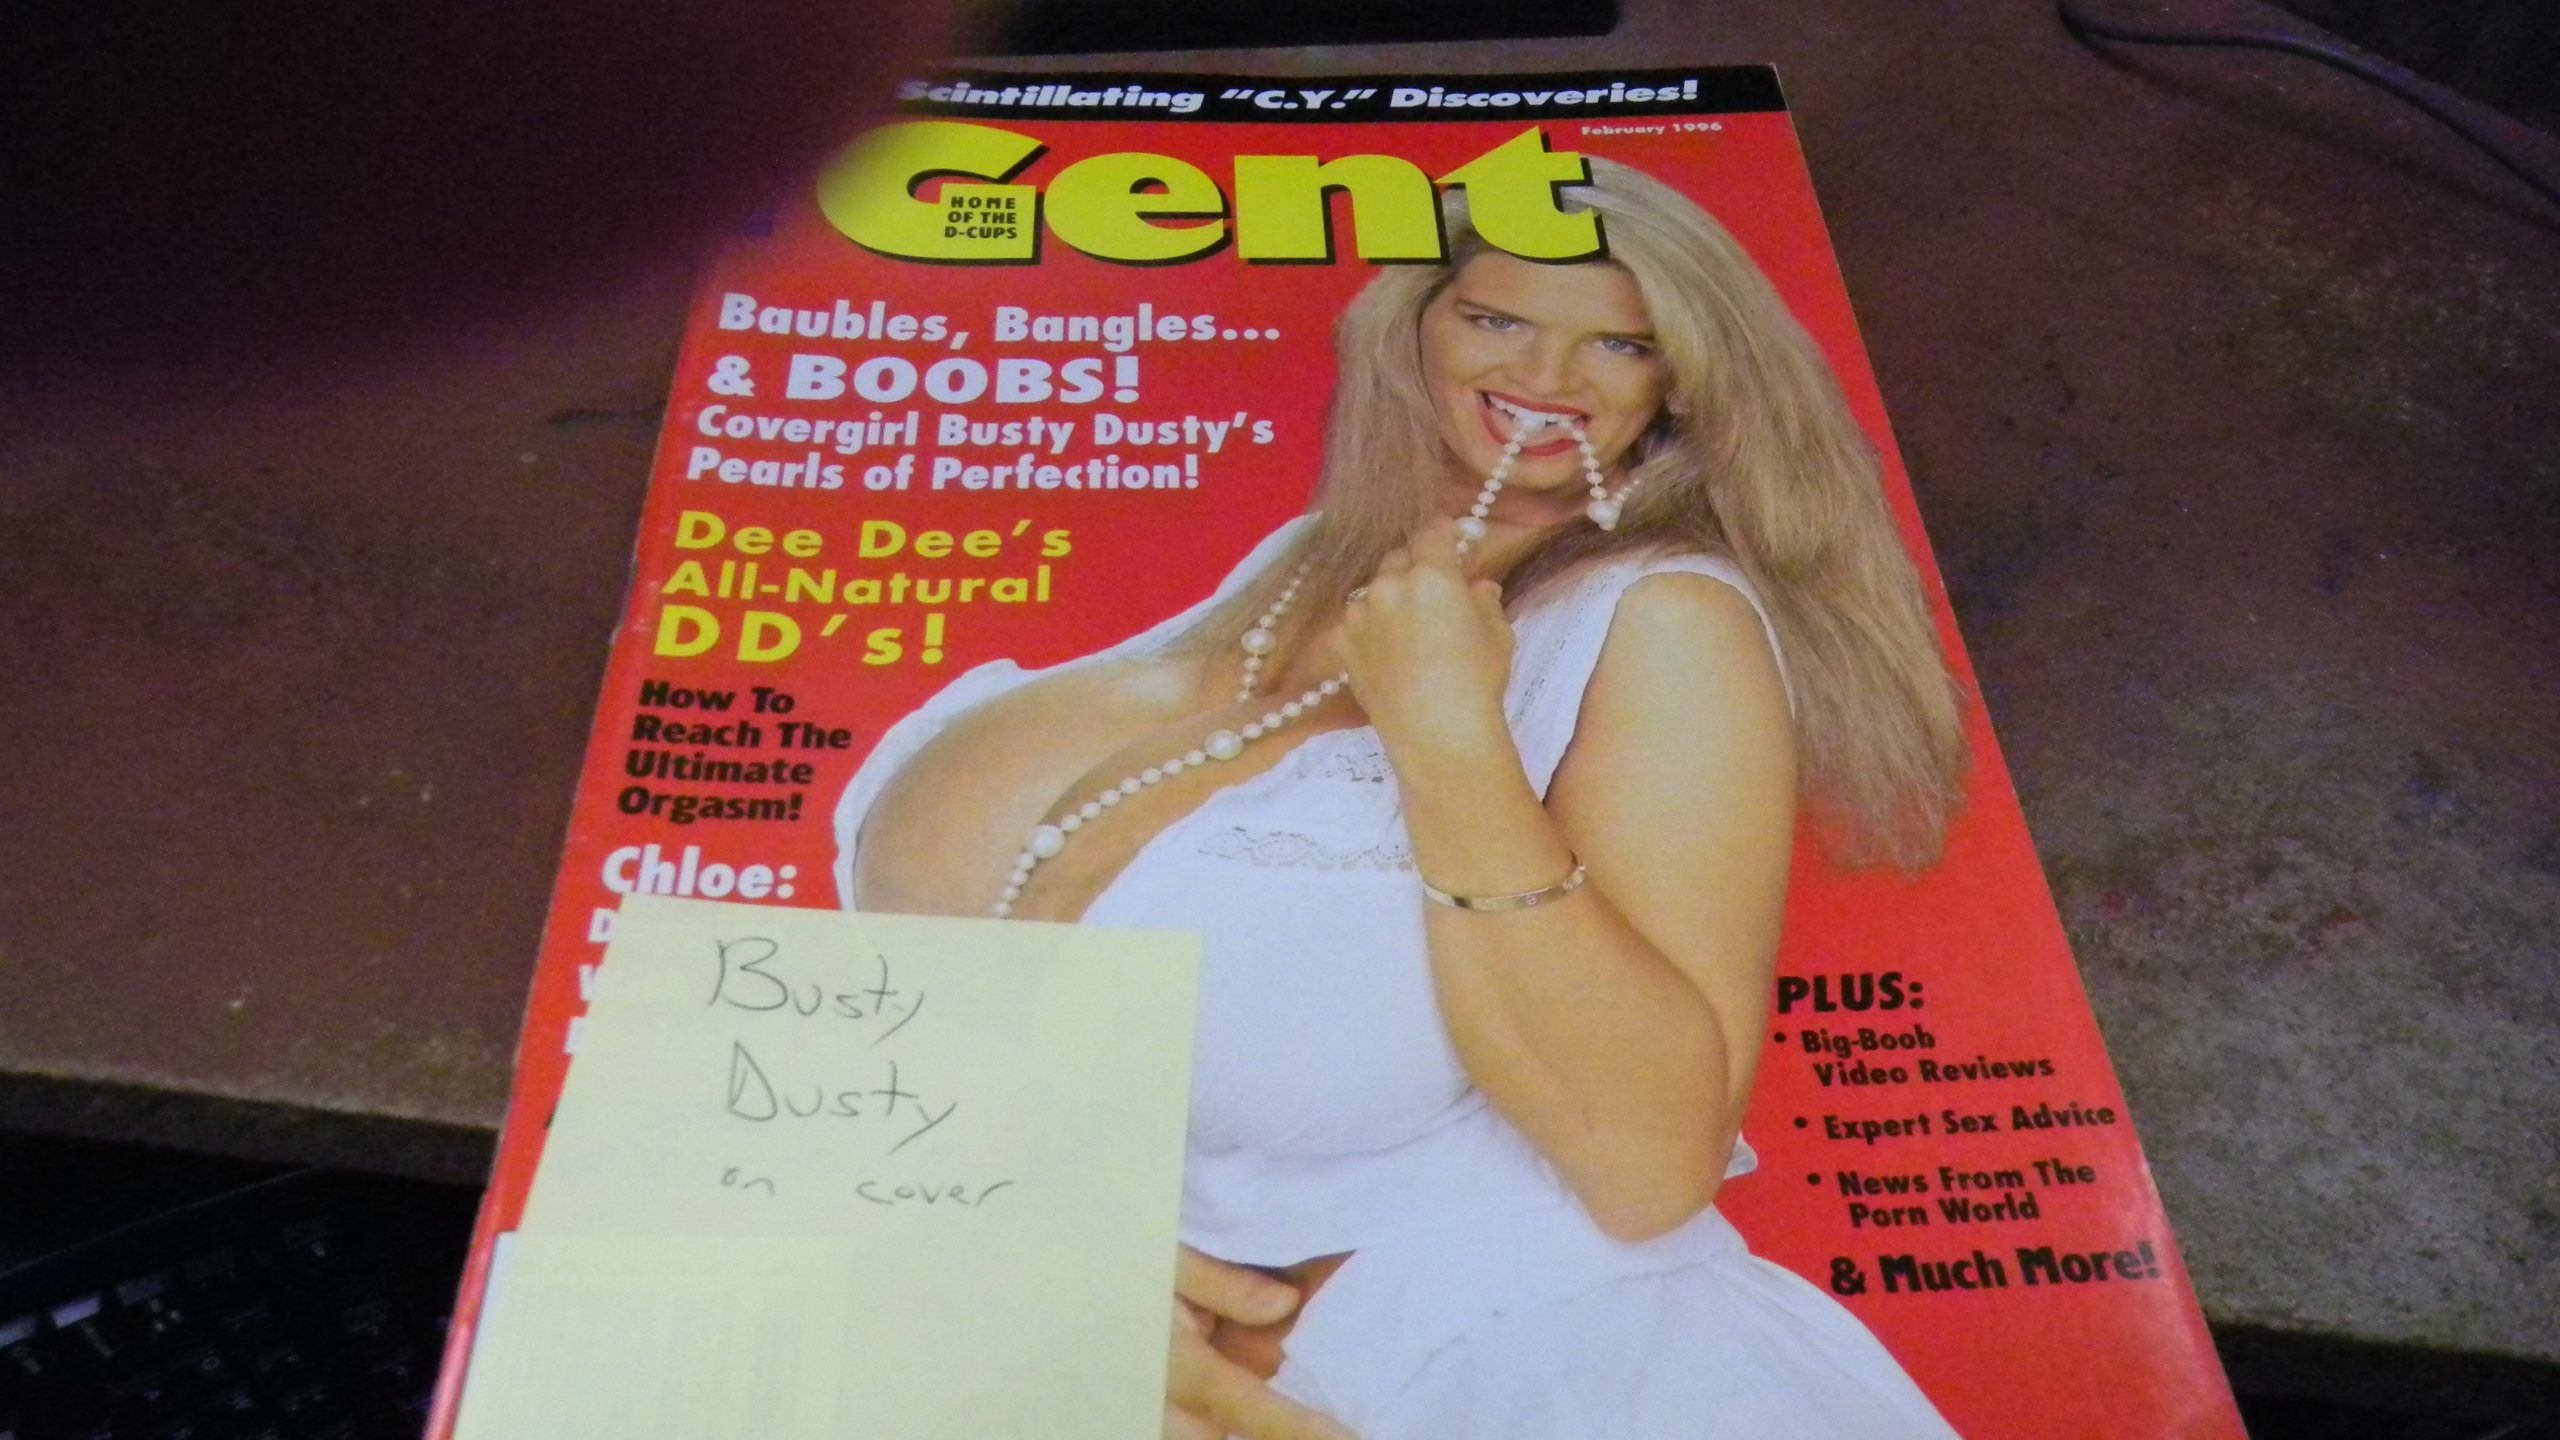 Scintillating "C.Y." Discoveries!
February 1996
Gent
HOME
OF THE
D-CUPS
Baubles, Bangles...
& BOOBS!
Covergirl Busty Dusty's
Pearls of Perfection!
Dee Dee's
All-Natural
DD's!
How To
Reach The
Ultimate
Orgasm!
Chloe:
Busty
Dusty
on cover
PLUS:
• Big-Boob
Video Reviews
• Expert Sex Advice
• News From The
Porn World
& Much More!